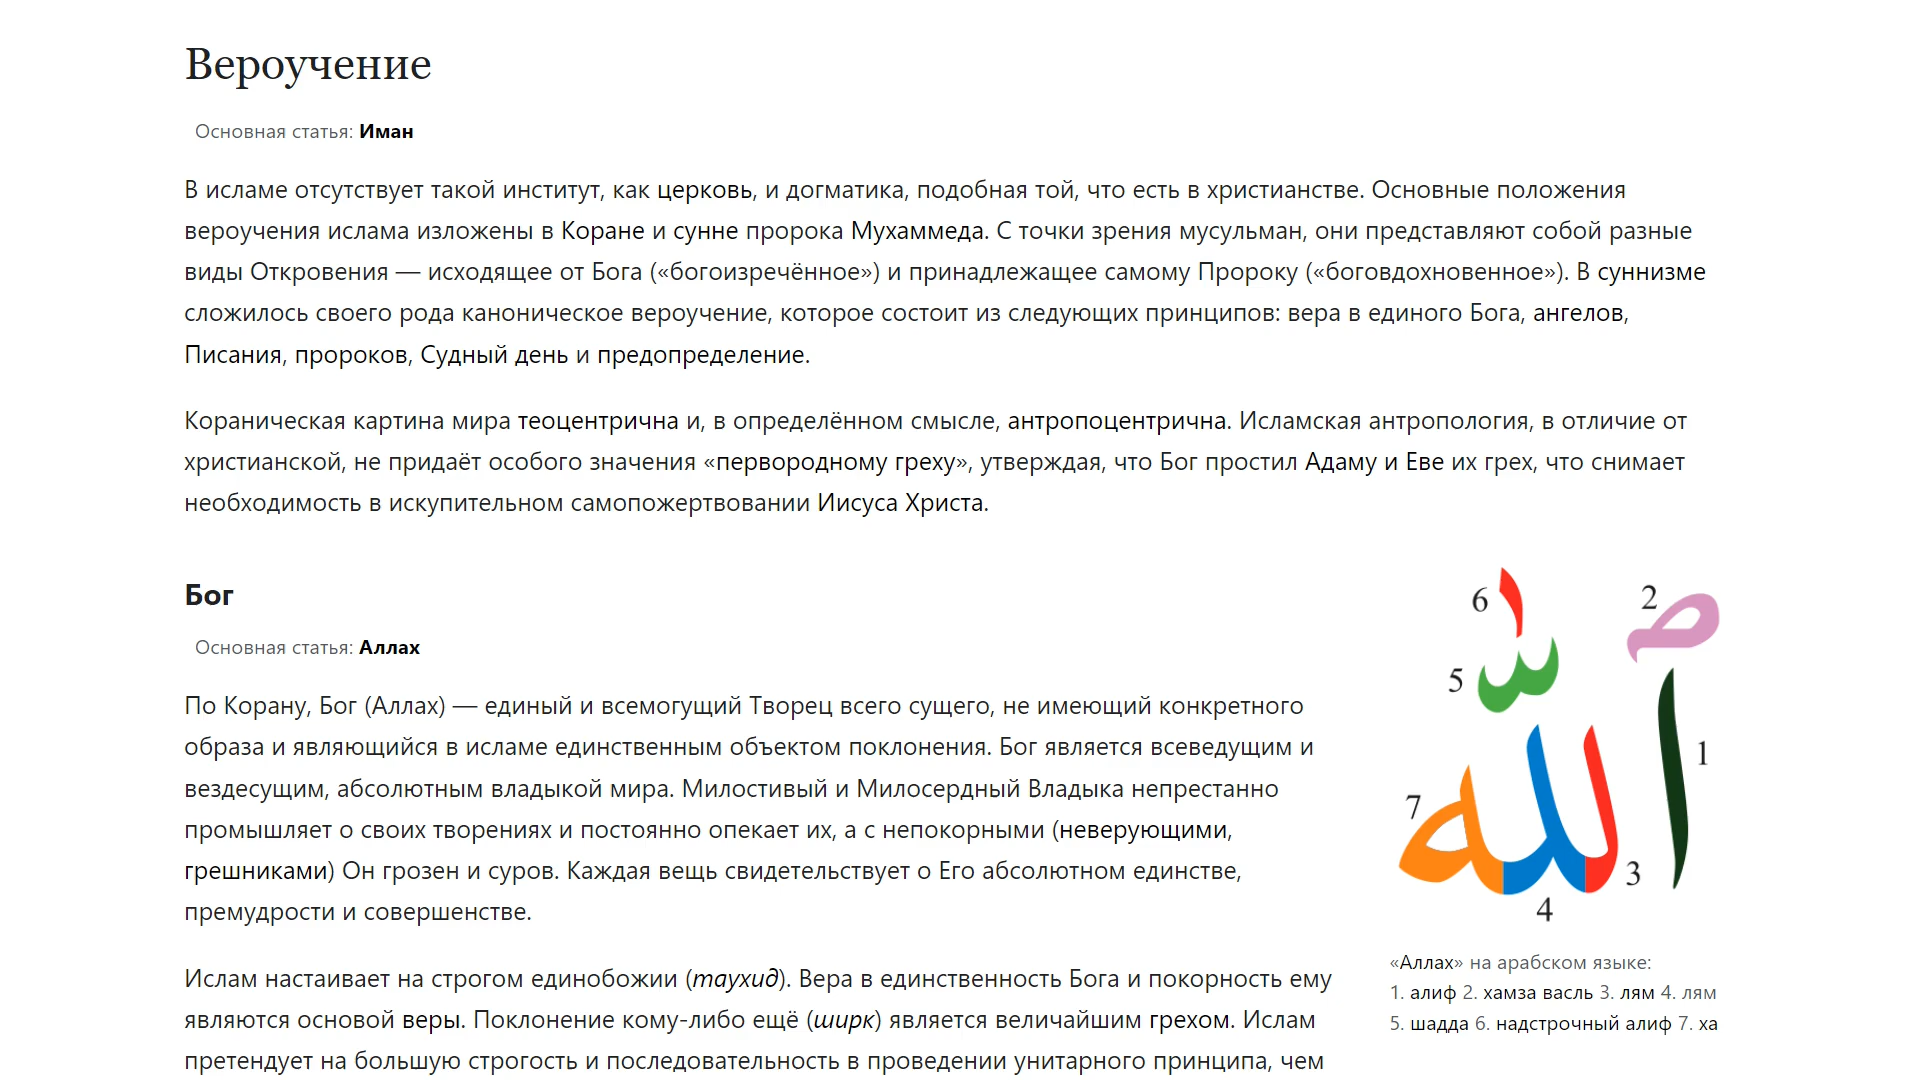 Вероучение
Основная статья: Иман
В исламе отсутствует такой институт, как церковь, и догматика, подобная той, что есть в христианстве. Основные положения
вероучения ислама изложены в Коране и сунне пророка Мухаммеда. С точки зрения мусульман, они представляют собой разные
виды Откровения — исходящее от Бога («богоизречённое») и принадлежащее самому Пророку («боговдохновенное»). В суннизме
сложилось своего рода каноническое вероучение, которое состоит из следующих принципов: вера в единого Бога, ангелов,
Писания, пророков, Судный день и предопределение.
Кораническая картина мира теоцентрична и, в определённом смысле, антропоцентрична. Исламская антропология, в отличие от
христианской, не придаёт особого значения «первородному греху», утверждая, что Бог простил Адаму и Еве их грех, что снимает
необходимость в искупительном самопожертвовании Иисуса Христа.
Бог
Основная статья: Аллах
По Корану, Бог (Аллах) — единый и всемогущий Творец всего сущего, не имеющий конкретного
образа и являющийся в исламе единственным объектом поклонения. Бог является всеведущим и
вездесущим, абсолютным владыкой мира. Милостивый и Милосердный Владыка непрестанно
промышляет о своих творениях и постоянно опекает их, а с непокорными (неверующими,
грешниками) Он грозен и суров. Каждая вещь свидетельствует о Его абсолютном единстве,
премудрости и совершенстве.
Ислам настаивает на строгом единобожии (таухид). Вера в единственность Бога и покорность ему
являются основой веры. Поклонение кому-либо ещё (ширк) является величайшим грехом. Ислам
претендует на большую строгость и последовательность в проведении унитарного принципа, чем
6
2
5
1
7
3
4
الله
«Аллах» на арабском языке:
1. алиф 2. хамза васль 3. лям 4. лям
5. шадда 6. надстрочный алиф 7. ха